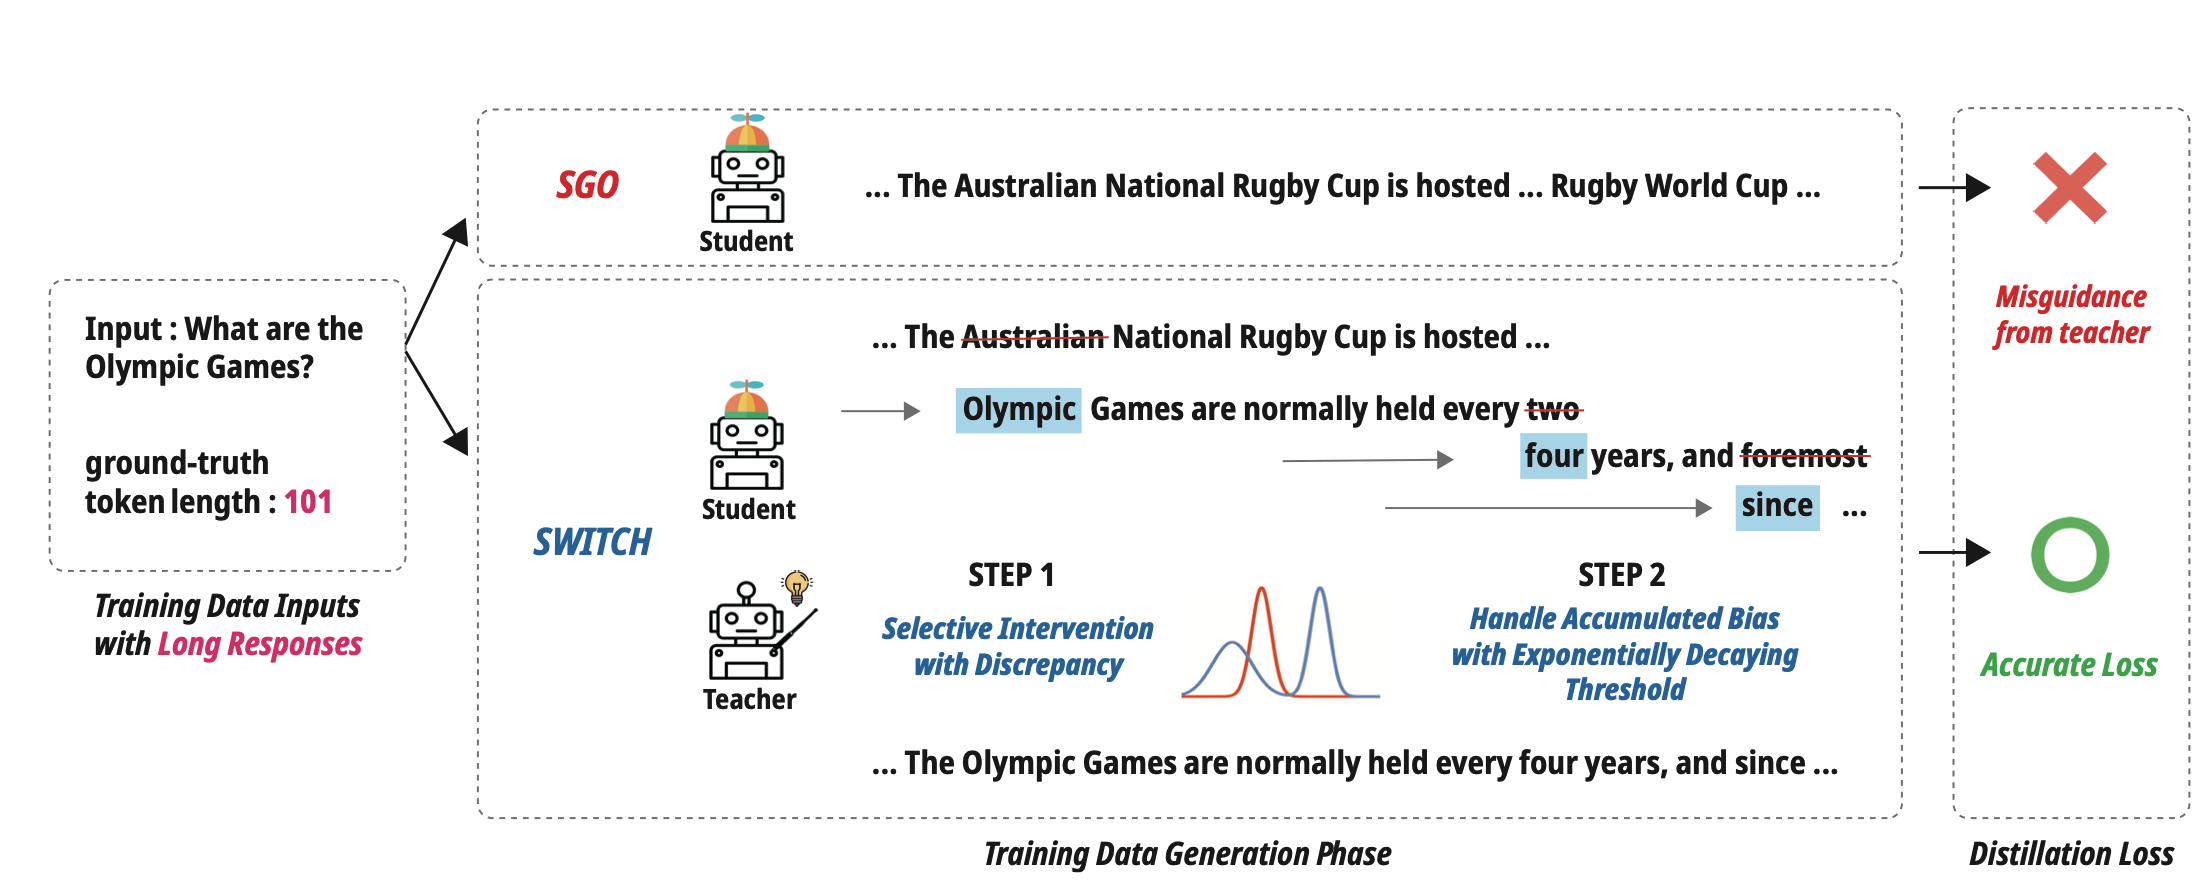 Input : What are the
Olympic Games?
ground-truth
token length : 101
Training Data Inputs
with Long Responses
SGO
Student
... The Australian National Rugby Cup is hosted ... Rugby World Cup ...
... The Australian National Rugby Cup is hosted ...
Olympic Games are normally held every two
four years, and foremost
since ...
Student
SWITCH
Teacher
STEP 1
Selective Intervention
with Discrepancy
STEP 2
Handle Accumulated Bias
with Exponentially Decaying
Threshold
... The Olympic Games are normally held every four years, and since ...
Training Data Generation Phase
Misguidance
from teacher
Accurate Loss
Distillation Loss